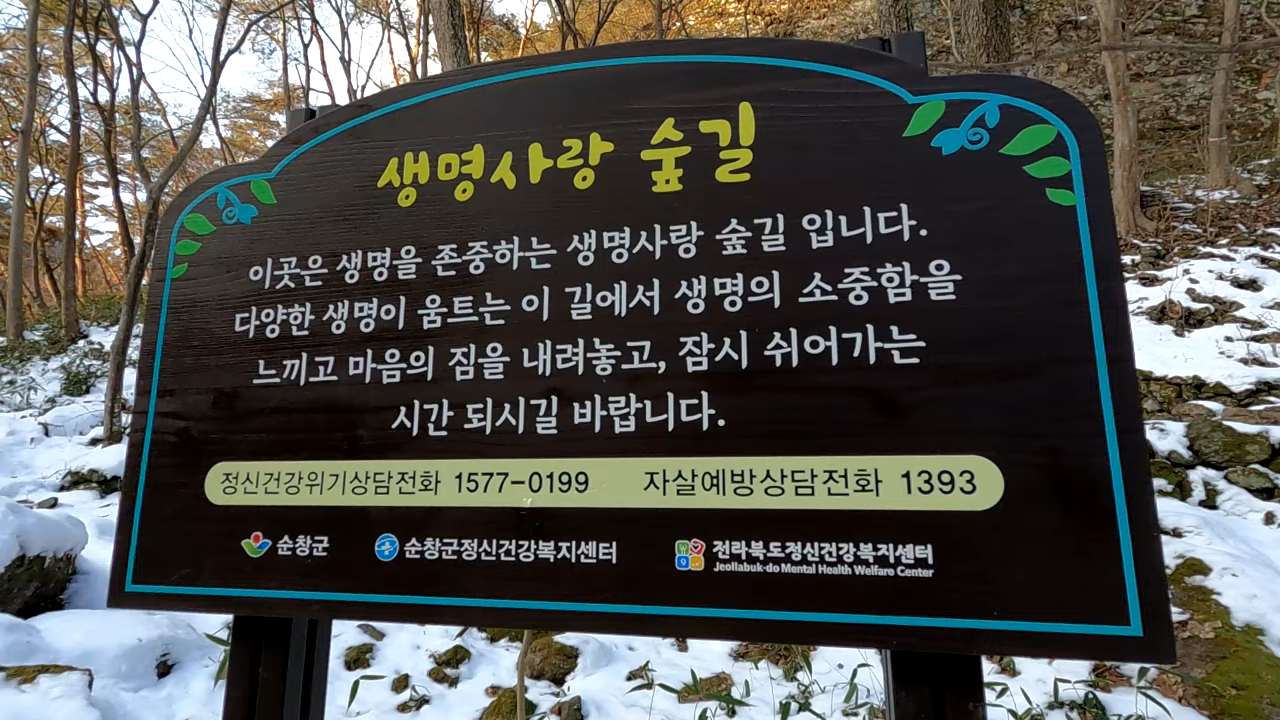 생명사랑 숲길
이곳은 생명을 존중하는 생명사랑 숲길 입니다.
다양한 생명이 움트는 이 길에서 생명의 소중함을
느끼고 마음의 짐을 내려놓고, 잠시 쉬어가는
시간 되시길 바랍니다.
정신건강위기상담전화 1577-0199 자살예방상담전화 1393
순창군 순창군정신건강복지센터 전라북도정신건강복지센터
Jeollabuk-do Mental Health Welfare Center